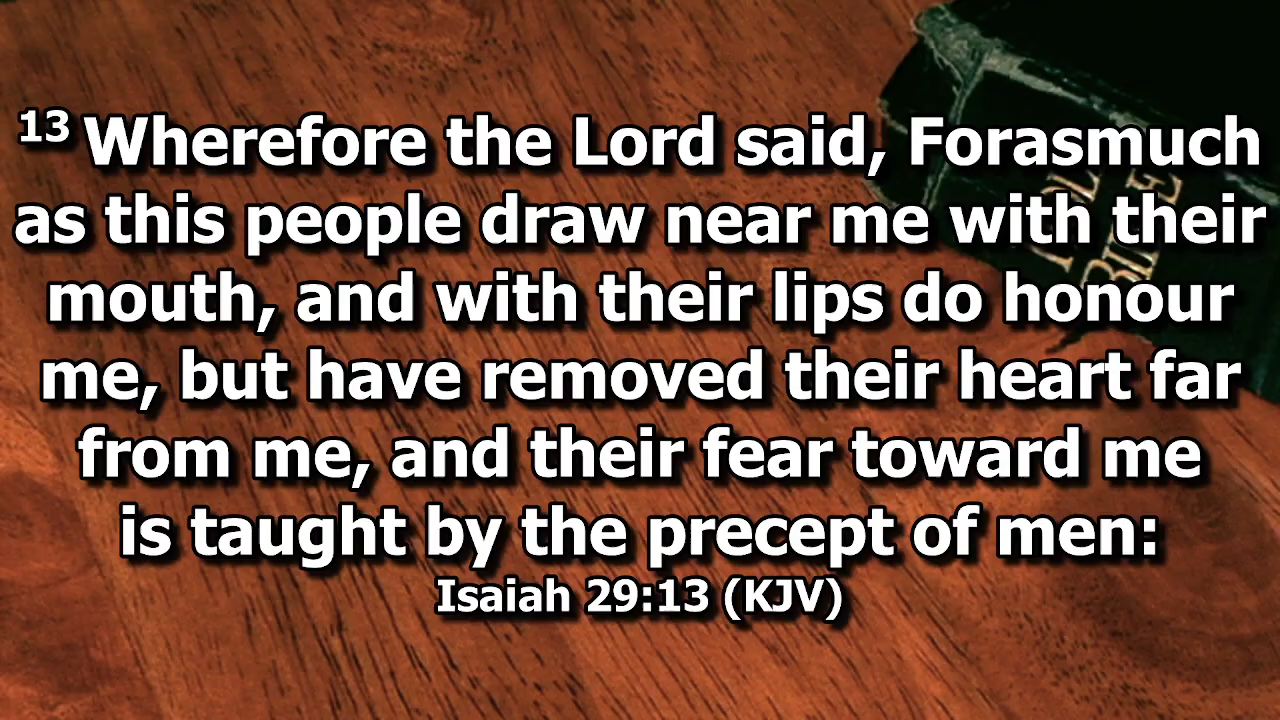 13 Wherefore the Lord said, Forasmuch
as this people draw near me with their
mouth, and with their lips do honour
me, but have removed their heart far
from me, and their fear toward me
is taught by the precept of men:
Isaiah 29:13 (KJV)
BIBLE